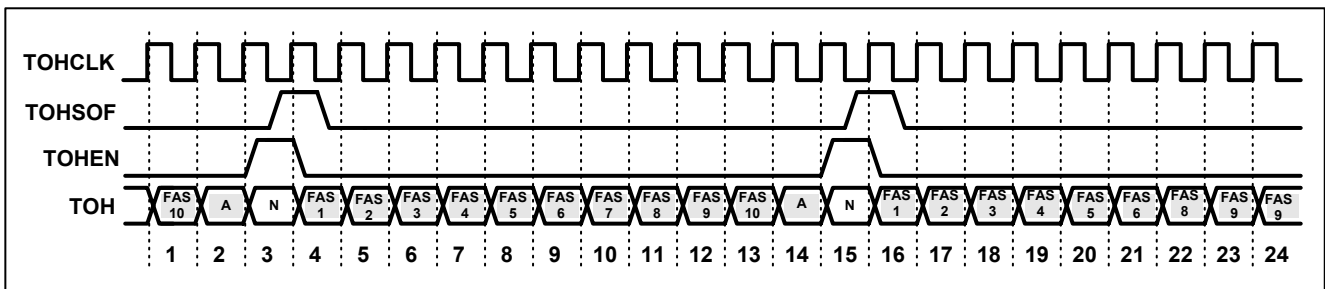 TOHCLK
TOHSOF
TOHEN
TOH FAS 10 A N FAS 1 FAS 2 FAS 3 FAS 4 FAS 5 FAS 6 FAS 7 FAS 8 FAS 9 FAS 10 A N FAS 1 FAS 2 FAS 3 FAS 4 FAS 5 FAS 6 FAS 8 FAS 9 FAS 9
1 2 3 4 5 6 7 8 9 10 11 12 13 14 15 16 17 18 19 20 21 22 23 24